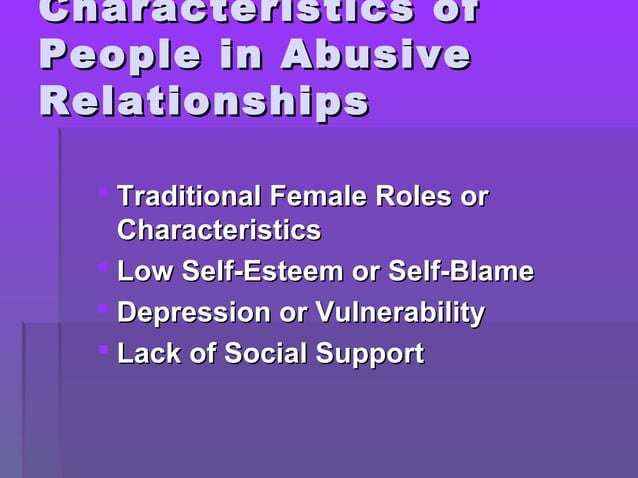 Characteristics of
People in Abusive
Relationships
Traditional Female Roles or
Characteristics
Low Self-Esteem or Self-Blame
Depression or Vulnerability
Lack of Social Support